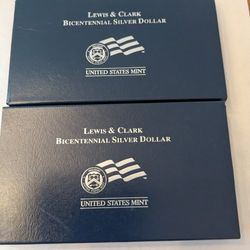 LEWIS & CLARK
BICENTENNIAL SILVER DOLLAR
UNITED STATES MINT
LEWIS & CLARK
BICENTENNIAL SILVER DOLLAR
UNITED STATES MINT